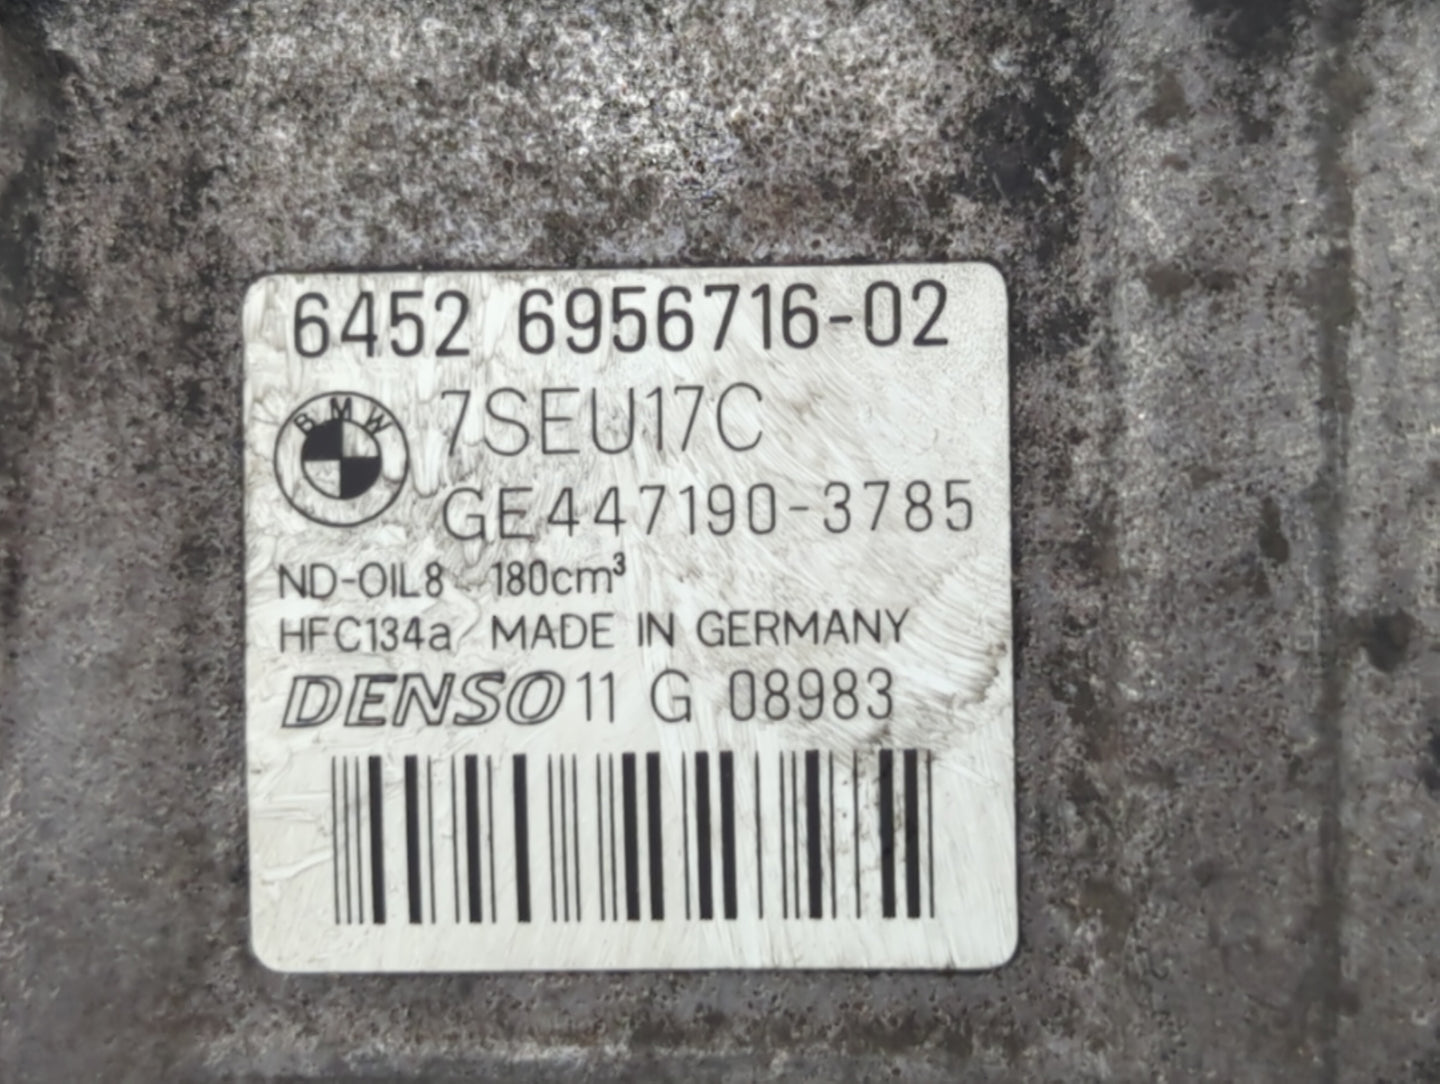 6452 6956716-02
BMW
7SEU17C
GE447190-3785
ND-OIL8 180cm³
HFC134a MADE IN GERMANY
DENSO 11 G 08983